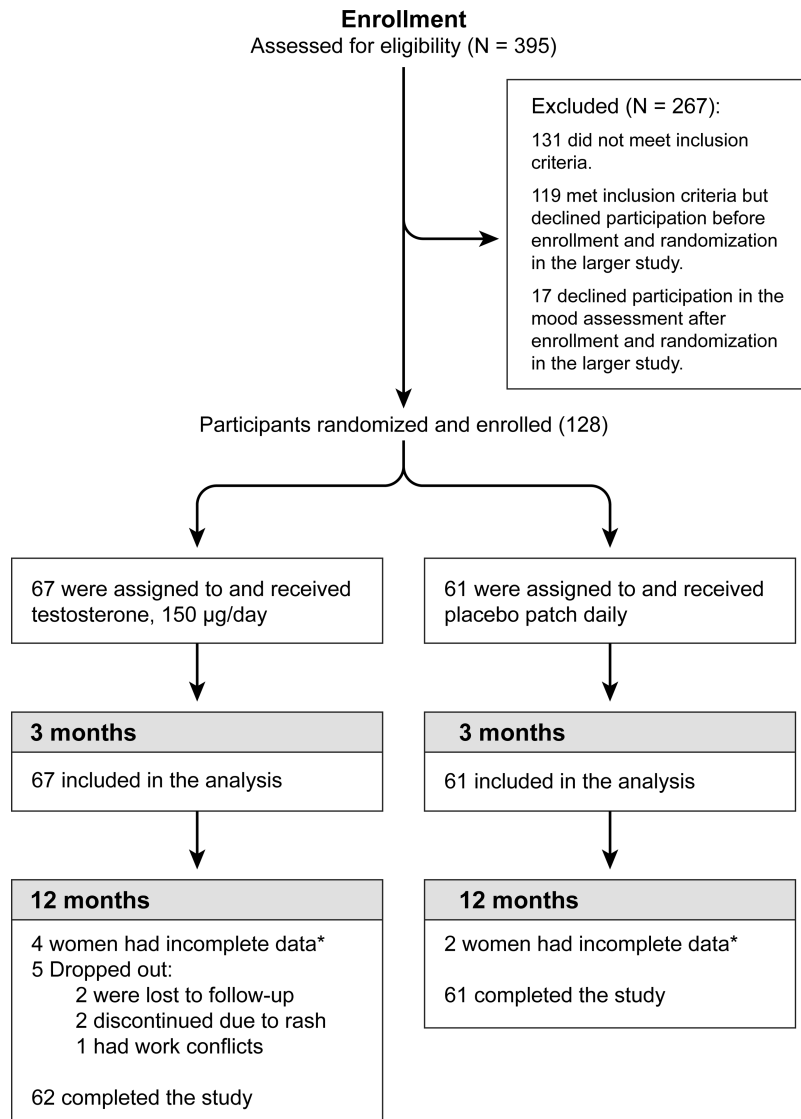 Enrollment
Assessed for eligibility (N = 395)
Excluded (N = 267):
131 did not meet inclusion
criteria.
119 met inclusion criteria but
declined participation before
enrollment and randomization
in the larger study.
17 declined participation in the
mood assessment after
enrollment and randomization
in the larger study.
Participants randomized and enrolled (128)
67 were assigned to and received
testosterone, 150 µg/day
61 were assigned to and received
placebo patch daily
3 months
67 included in the analysis
3 months
61 included in the analysis
12 months
4 women had incomplete data*
5 Dropped out:
2 were lost to follow-up
2 discontinued due to rash
1 had work conflicts
62 completed the study
12 months
2 women had incomplete data*
61 completed the study